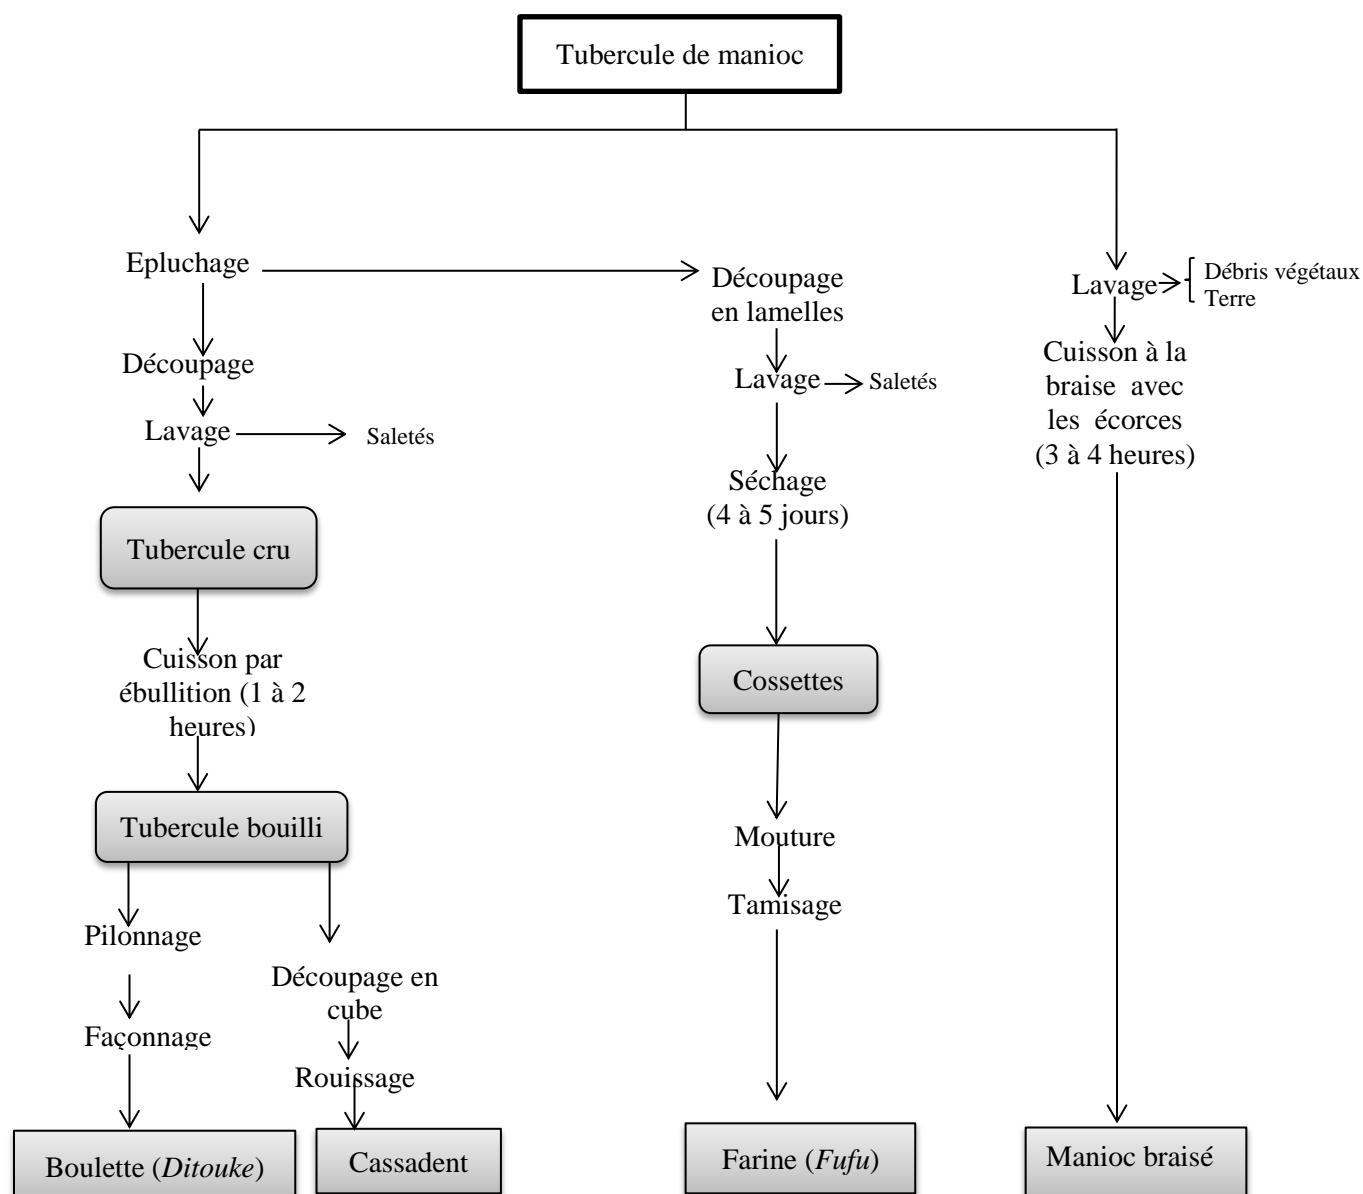 Tubercule de manioc
Epluchage
Découpage
Lavage
Saletés
Tubercule cru
Cuisson par
ébullition (1 à 2
heures)
Tubercule bouilli
Pilonnage
Façonnage
Boulette (Ditouke)
Découpage en
cube
Rouissage
Cassadent
Découpage
en lamelles
Lavage
Saletés
Séchage
(4 à 5 jours)
Cossettes
Mouture
Tamisage
Farine (Fufu)
Lavage
Débris végétaux
Terre
Cuisson à la
braise avec
les écorces
(3 à 4 heures)
Manioc braisé